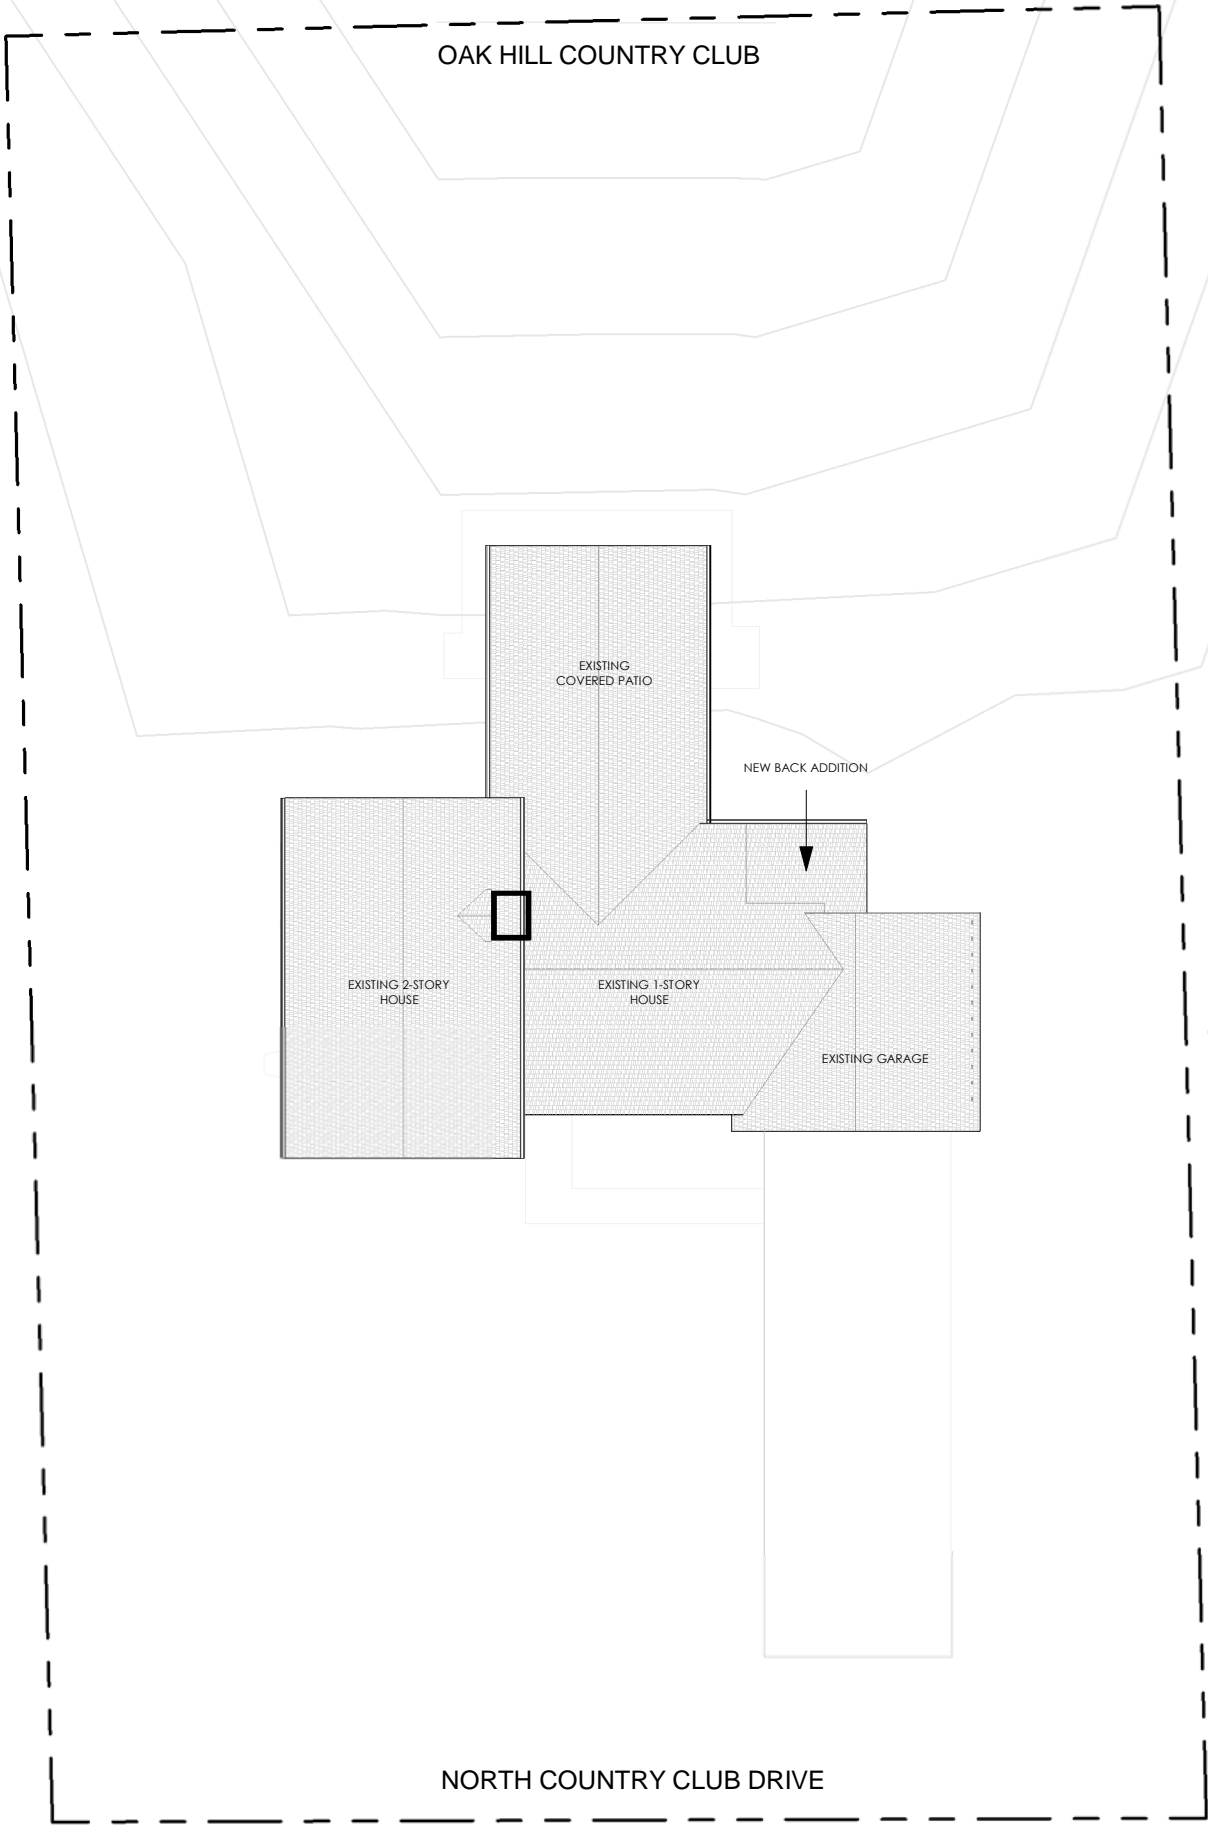 OAK HILL COUNTRY CLUB
EXISTING
COVERED PATIO
NEW BACK ADDITION
EXISTING 2-STORY
HOUSE
EXISTING 1-STORY
HOUSE
EXISTING GARAGE
NORTH COUNTRY CLUB DRIVE